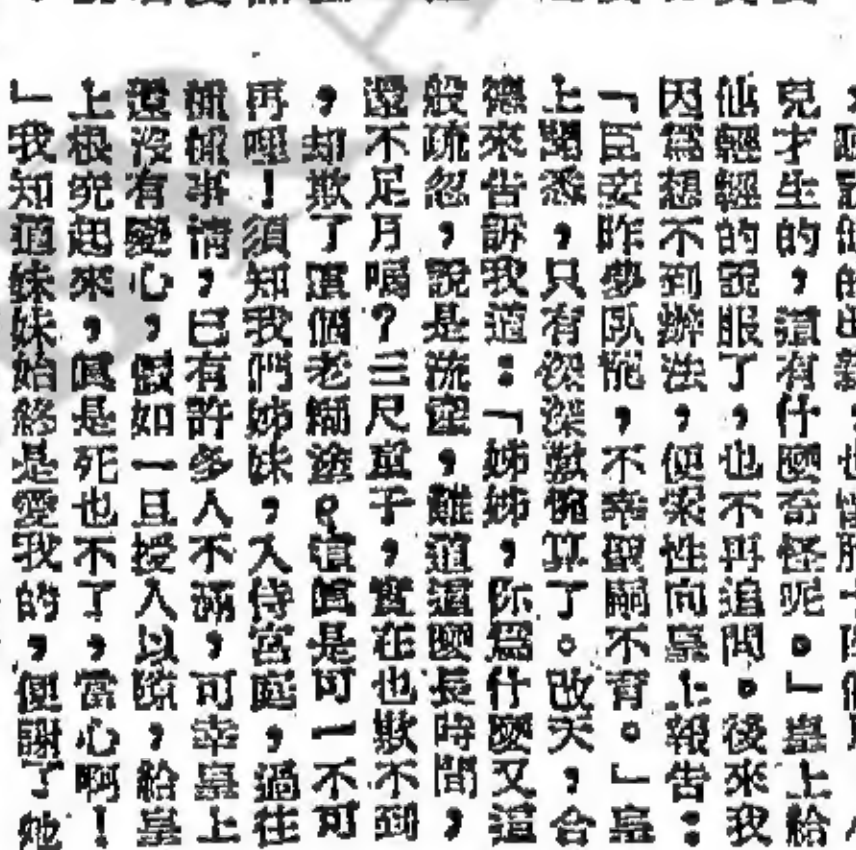 兒才生的，這有什麼奇怪呢。」皇上給
仙輕輕的說服了，也不再追問。後來我
因爲想不到辦法，便索性向皇上報告：
「臣妾昨夢臥龍，不幸獻嗣不育。」皇
上聞悉，只有深深歎惋算了。改天，合
德來告訴我道：「姊姊，你爲什麼又這
般疏忽，說是流產，難道這麼長時間，
還不足月嗎？三尺童子，實在也欺不到
，却欺了這個老糊塗。這眞是可一不可
再哩！須知我們姊妹，入侍宮庭，過往
種種事情，已有許多人不滿，可幸皇上
還沒有變心，假如一旦授人以隙，給皇
上根究起來，眞是死也不了，當心啊！
」我知道妹妹始終是愛我的，便謝了她